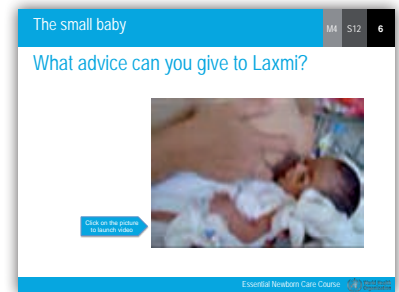 The small baby
M4 S12 6
What advice can you give to Laxmi?
Click on the picture
to launch video
Essential Newborn Care Course